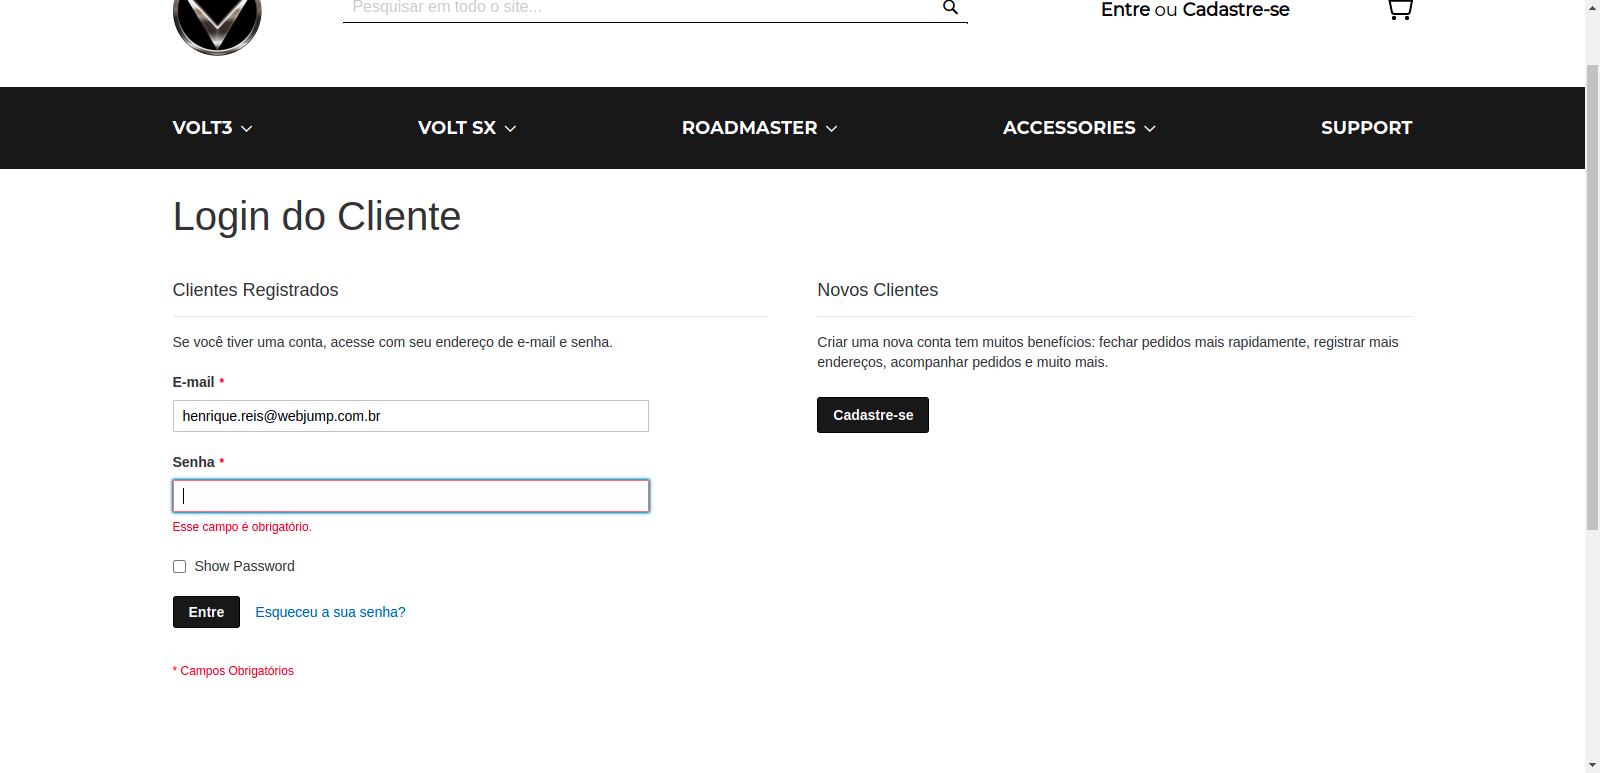 Pesquisar em todo o site...
Entre ou Cadastre-se
VOLT3
VOLT SX
ROADMASTER
ACCESSORIES
SUPPORT
Login do Cliente
Clientes Registrados
Se você tiver uma conta, acesse com seu endereço de e-mail e senha.
E-mail *
henrique.reis@webjump.com.br
Senha *
Esse campo é obrigatório.
Show Password
Entre
Esqueceu a sua senha?
* Campos Obrigatórios
Novos Clientes
Criar uma nova conta tem muitos benefícios: fechar pedidos mais rapidamente, registrar mais
endereços, acompanhar pedidos e muito mais.
Cadastre-se